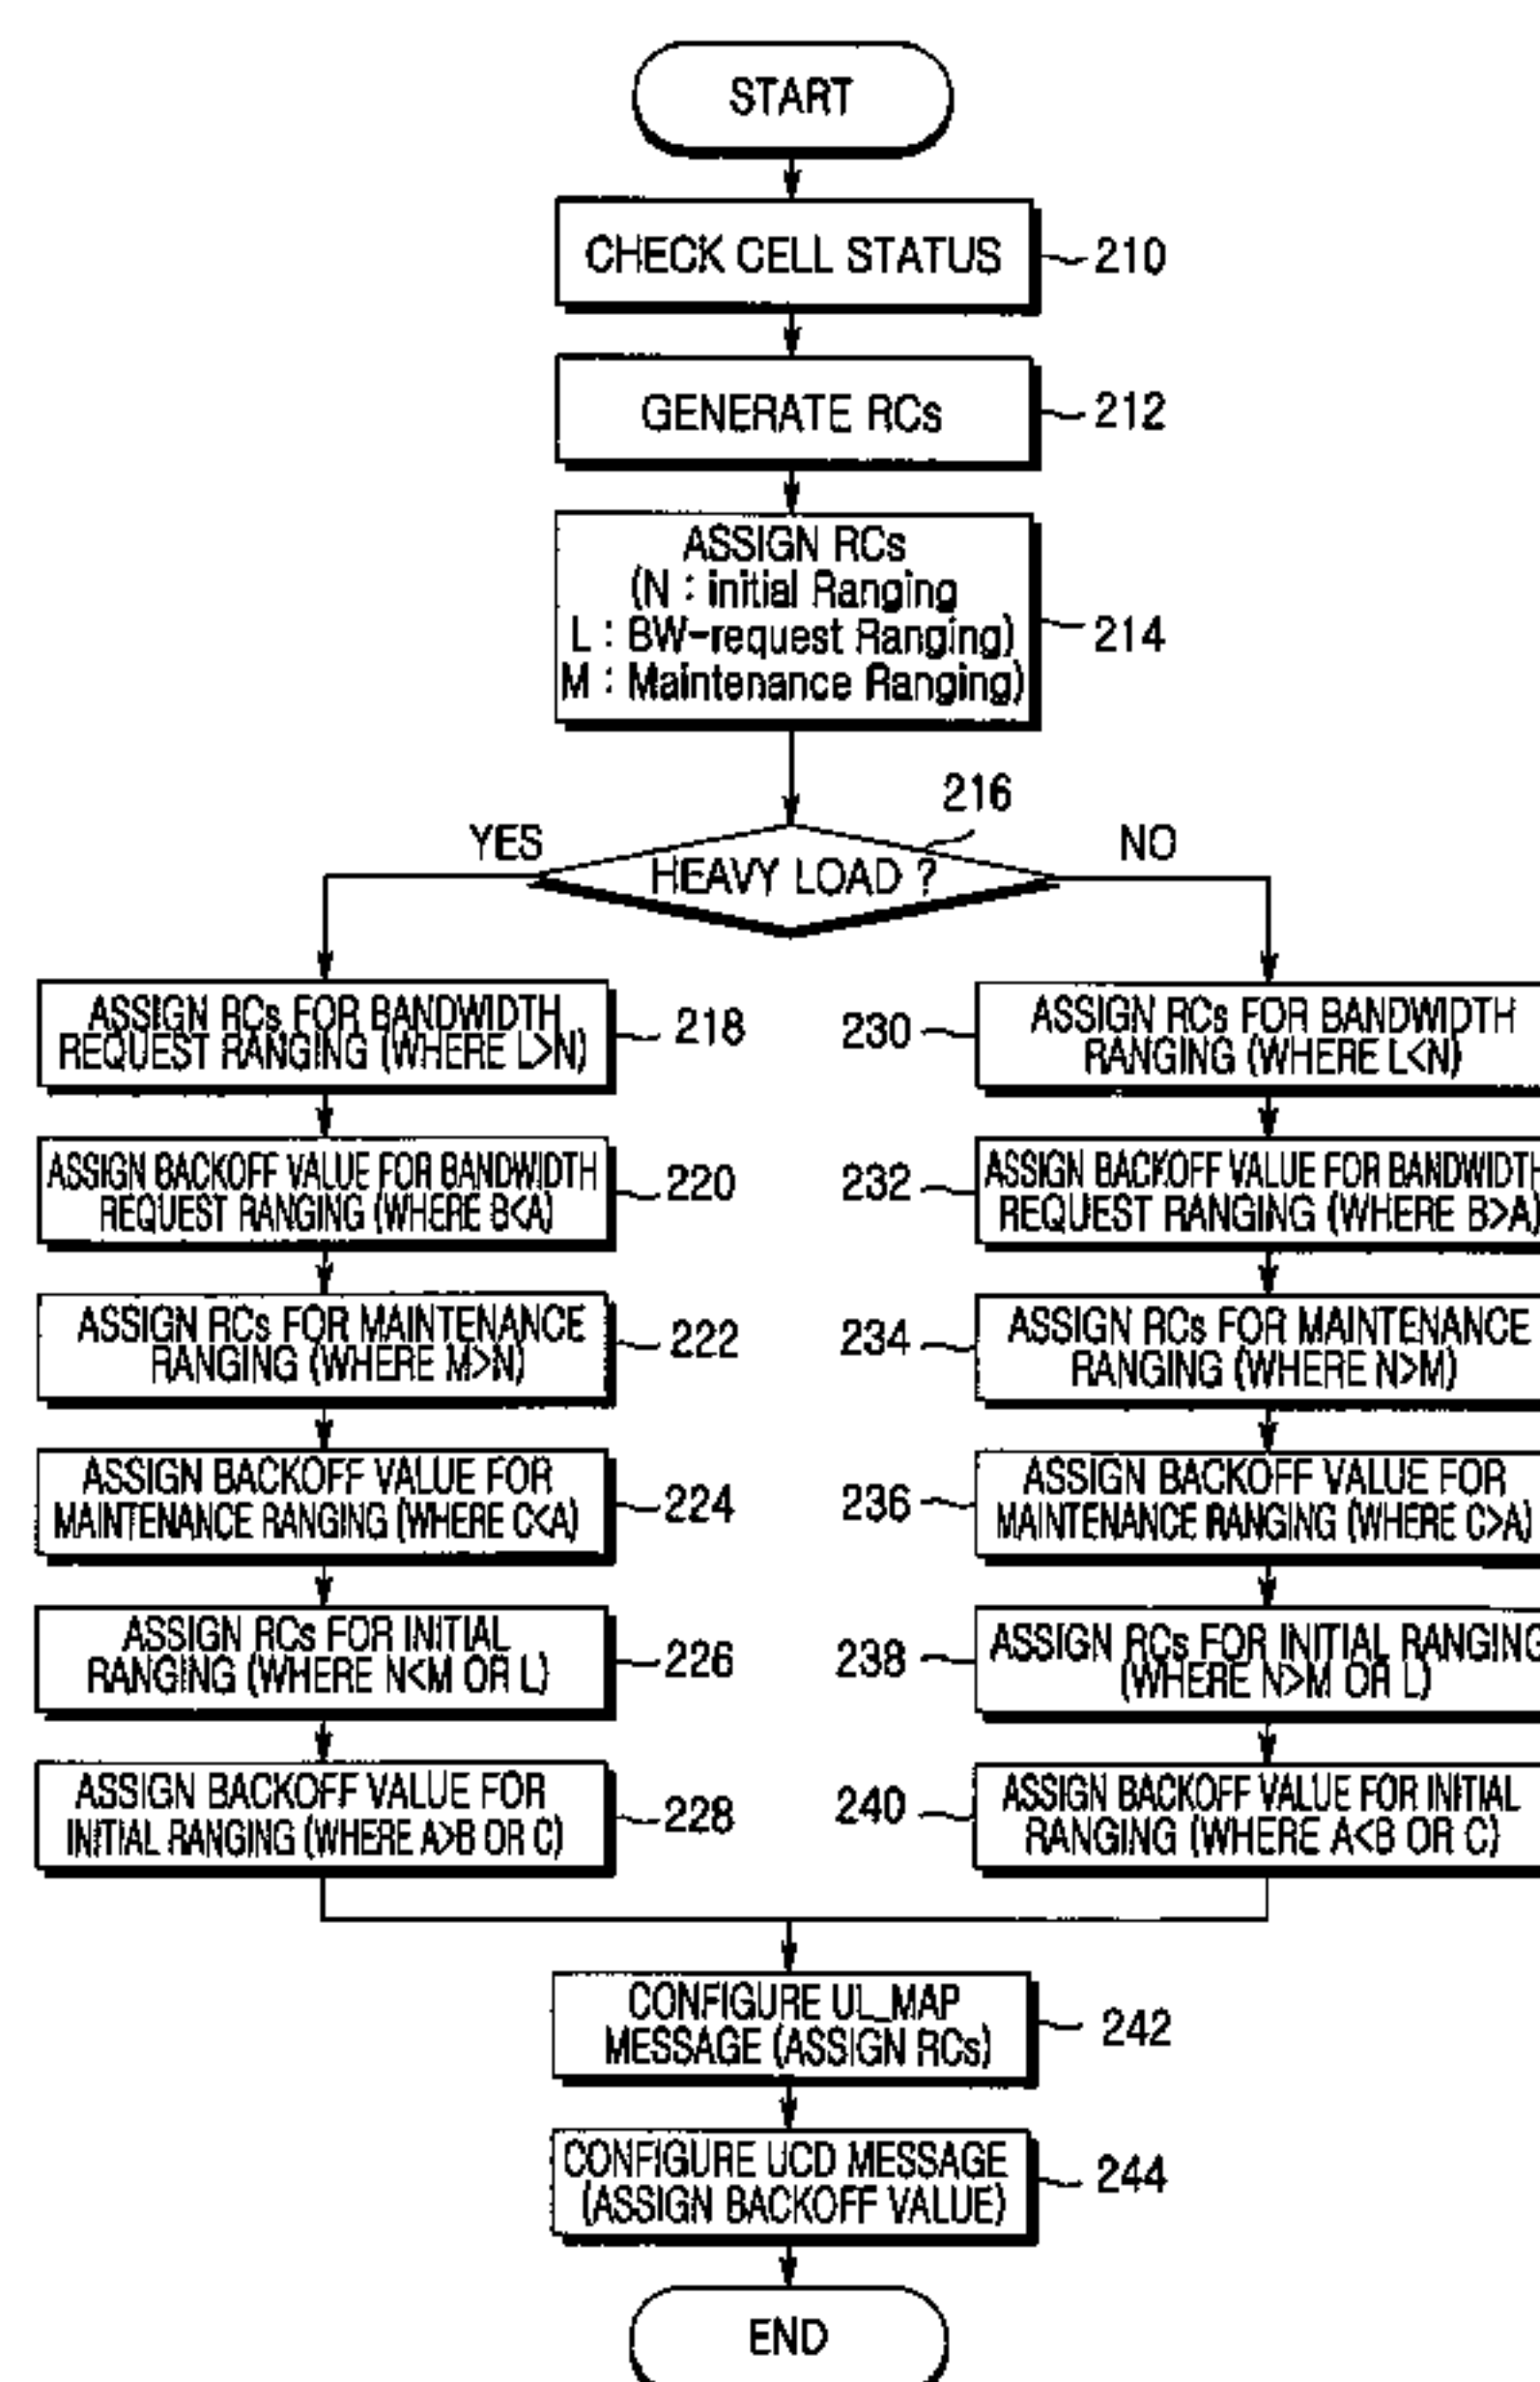 START
CHECK CELL STATUS
210
GENERATE RCs
212
ASSIGN RCs
(N : initial Ranging
L : BW-request Ranging)
M : Maintenance Ranging)
214
216
YES
HEAVY LOAD ?
NO
ASSIGN RCs FOR BANDWIDTH
REQUEST RANGING (WHERE L>N)
218
ASSIGN BACKOFF VALUE FOR BANDWIDTH
REQUEST RANGING (WHERE B<A)
220
ASSIGN RCs FOR MAINTENANCE
RANGING (WHERE M>N)
222
ASSIGN BACKOFF VALUE FOR
MAINTENANCE RANGING (WHERE C<A)
224
ASSIGN RCs FOR INITIAL
RANGING (WHERE N<M OR L)
226
ASSIGN BACKOFF VALUE FOR
INITIAL RANGING (WHERE A>B OR C)
228
230
ASSIGN RCs FOR BANDWIDTH
RANGING (WHERE L<N)
232
ASSIGN BACKOFF VALUE FOR BANDWIDTH
REQUEST RANGING (WHERE B>A)
234
ASSIGN RCs FOR MAINTENANCE
RANGING (WHERE N>M)
236
ASSIGN BACKOFF VALUE FOR
MAINTENANCE RANGING (WHERE C>A)
238
ASSIGN RCs FOR INITIAL RANGING
(WHERE N>M OR L)
240
ASSIGN BACKOFF VALUE FOR INITIAL
RANGING (WHERE A<B OR C)
CONFIGURE UL_MAP
MESSAGE (ASSIGN RCs)
242
CONFIGURE UCD MESSAGE
(ASSIGN BACKOFF VALUE)
244
END